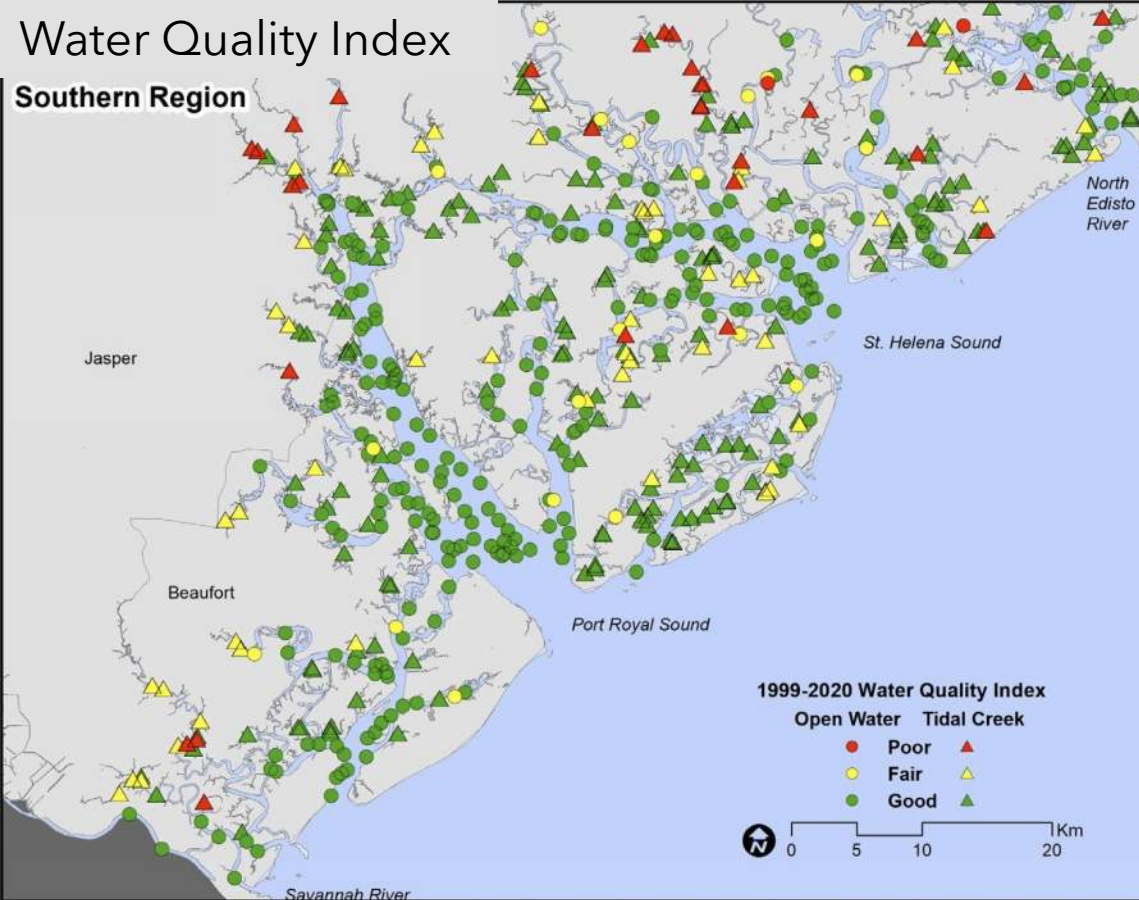 Water Quality Index
Southern Region
North
Edisto
River
St. Helena Sound
Jasper
Beaufort
Port Royal Sound
1999-2020 Water Quality Index
Open Water Tidal Creek
Poor
Fair
Good
Km
N
0 5 10 20
Savannah River